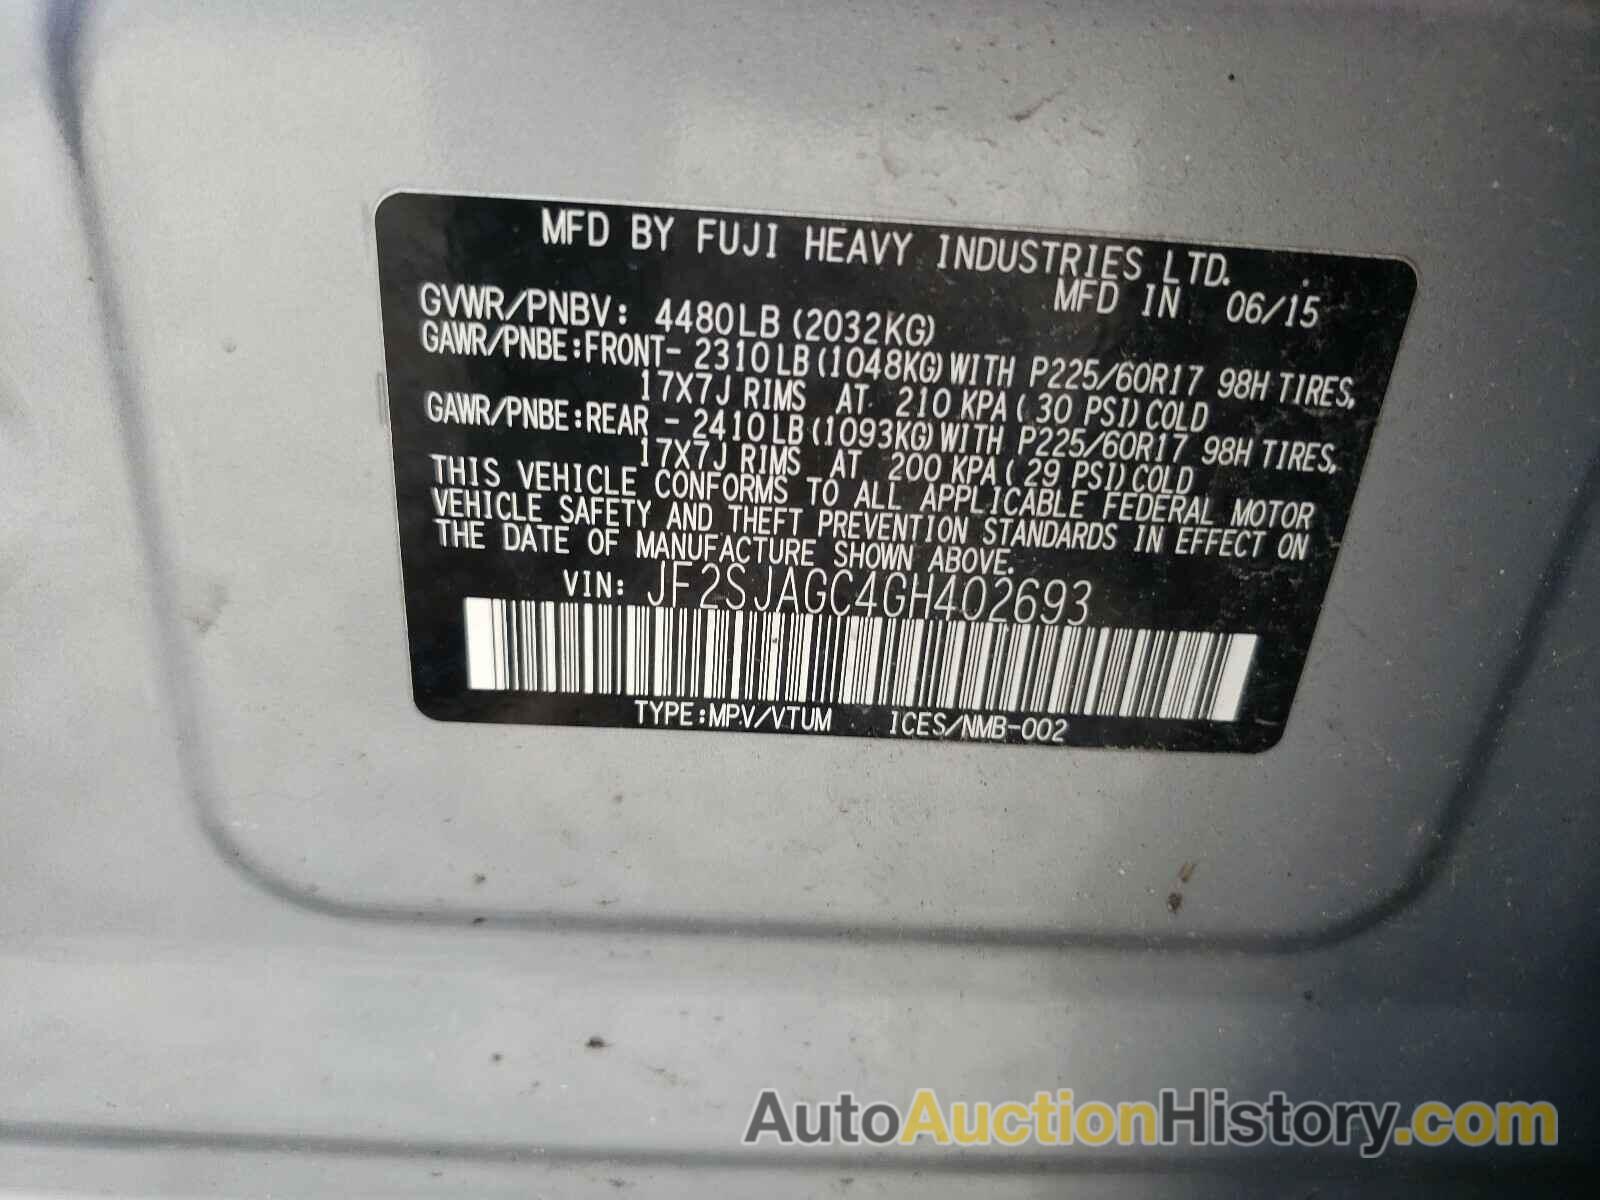 MFD BY FUJI HEAVY INDUSTRIES LTD.
MFD IN 06/15
GVWR/PNBV: 4480LB (2032KG)
GAWR/PNBE:FRONT- 2310LB (1048KG) WITH P225/60R17 98H TIRES,
17X7J RIMS AT 210 KPA ( 30 PSI) COLD
GAWR/PNBE:REAR - 2410LB (1093KG) WITH P225/60R17 98H TIRES,
17X7J RIMS AT 200 KPA ( 29 PSI) COLD
THIS VEHICLE CONFORMS TO ALL APPLICABLE FEDERAL MOTOR
VEHICLE SAFETY AND THEFT PREVENTION STANDARDS IN EFFECT ON
THE DATE OF MANUFACTURE SHOWN ABOVE.
VIN: JF2SJAGC4GH402693
TYPE:MPV/VTUM ICES/NMB-002
AutoAuctionHistory.com